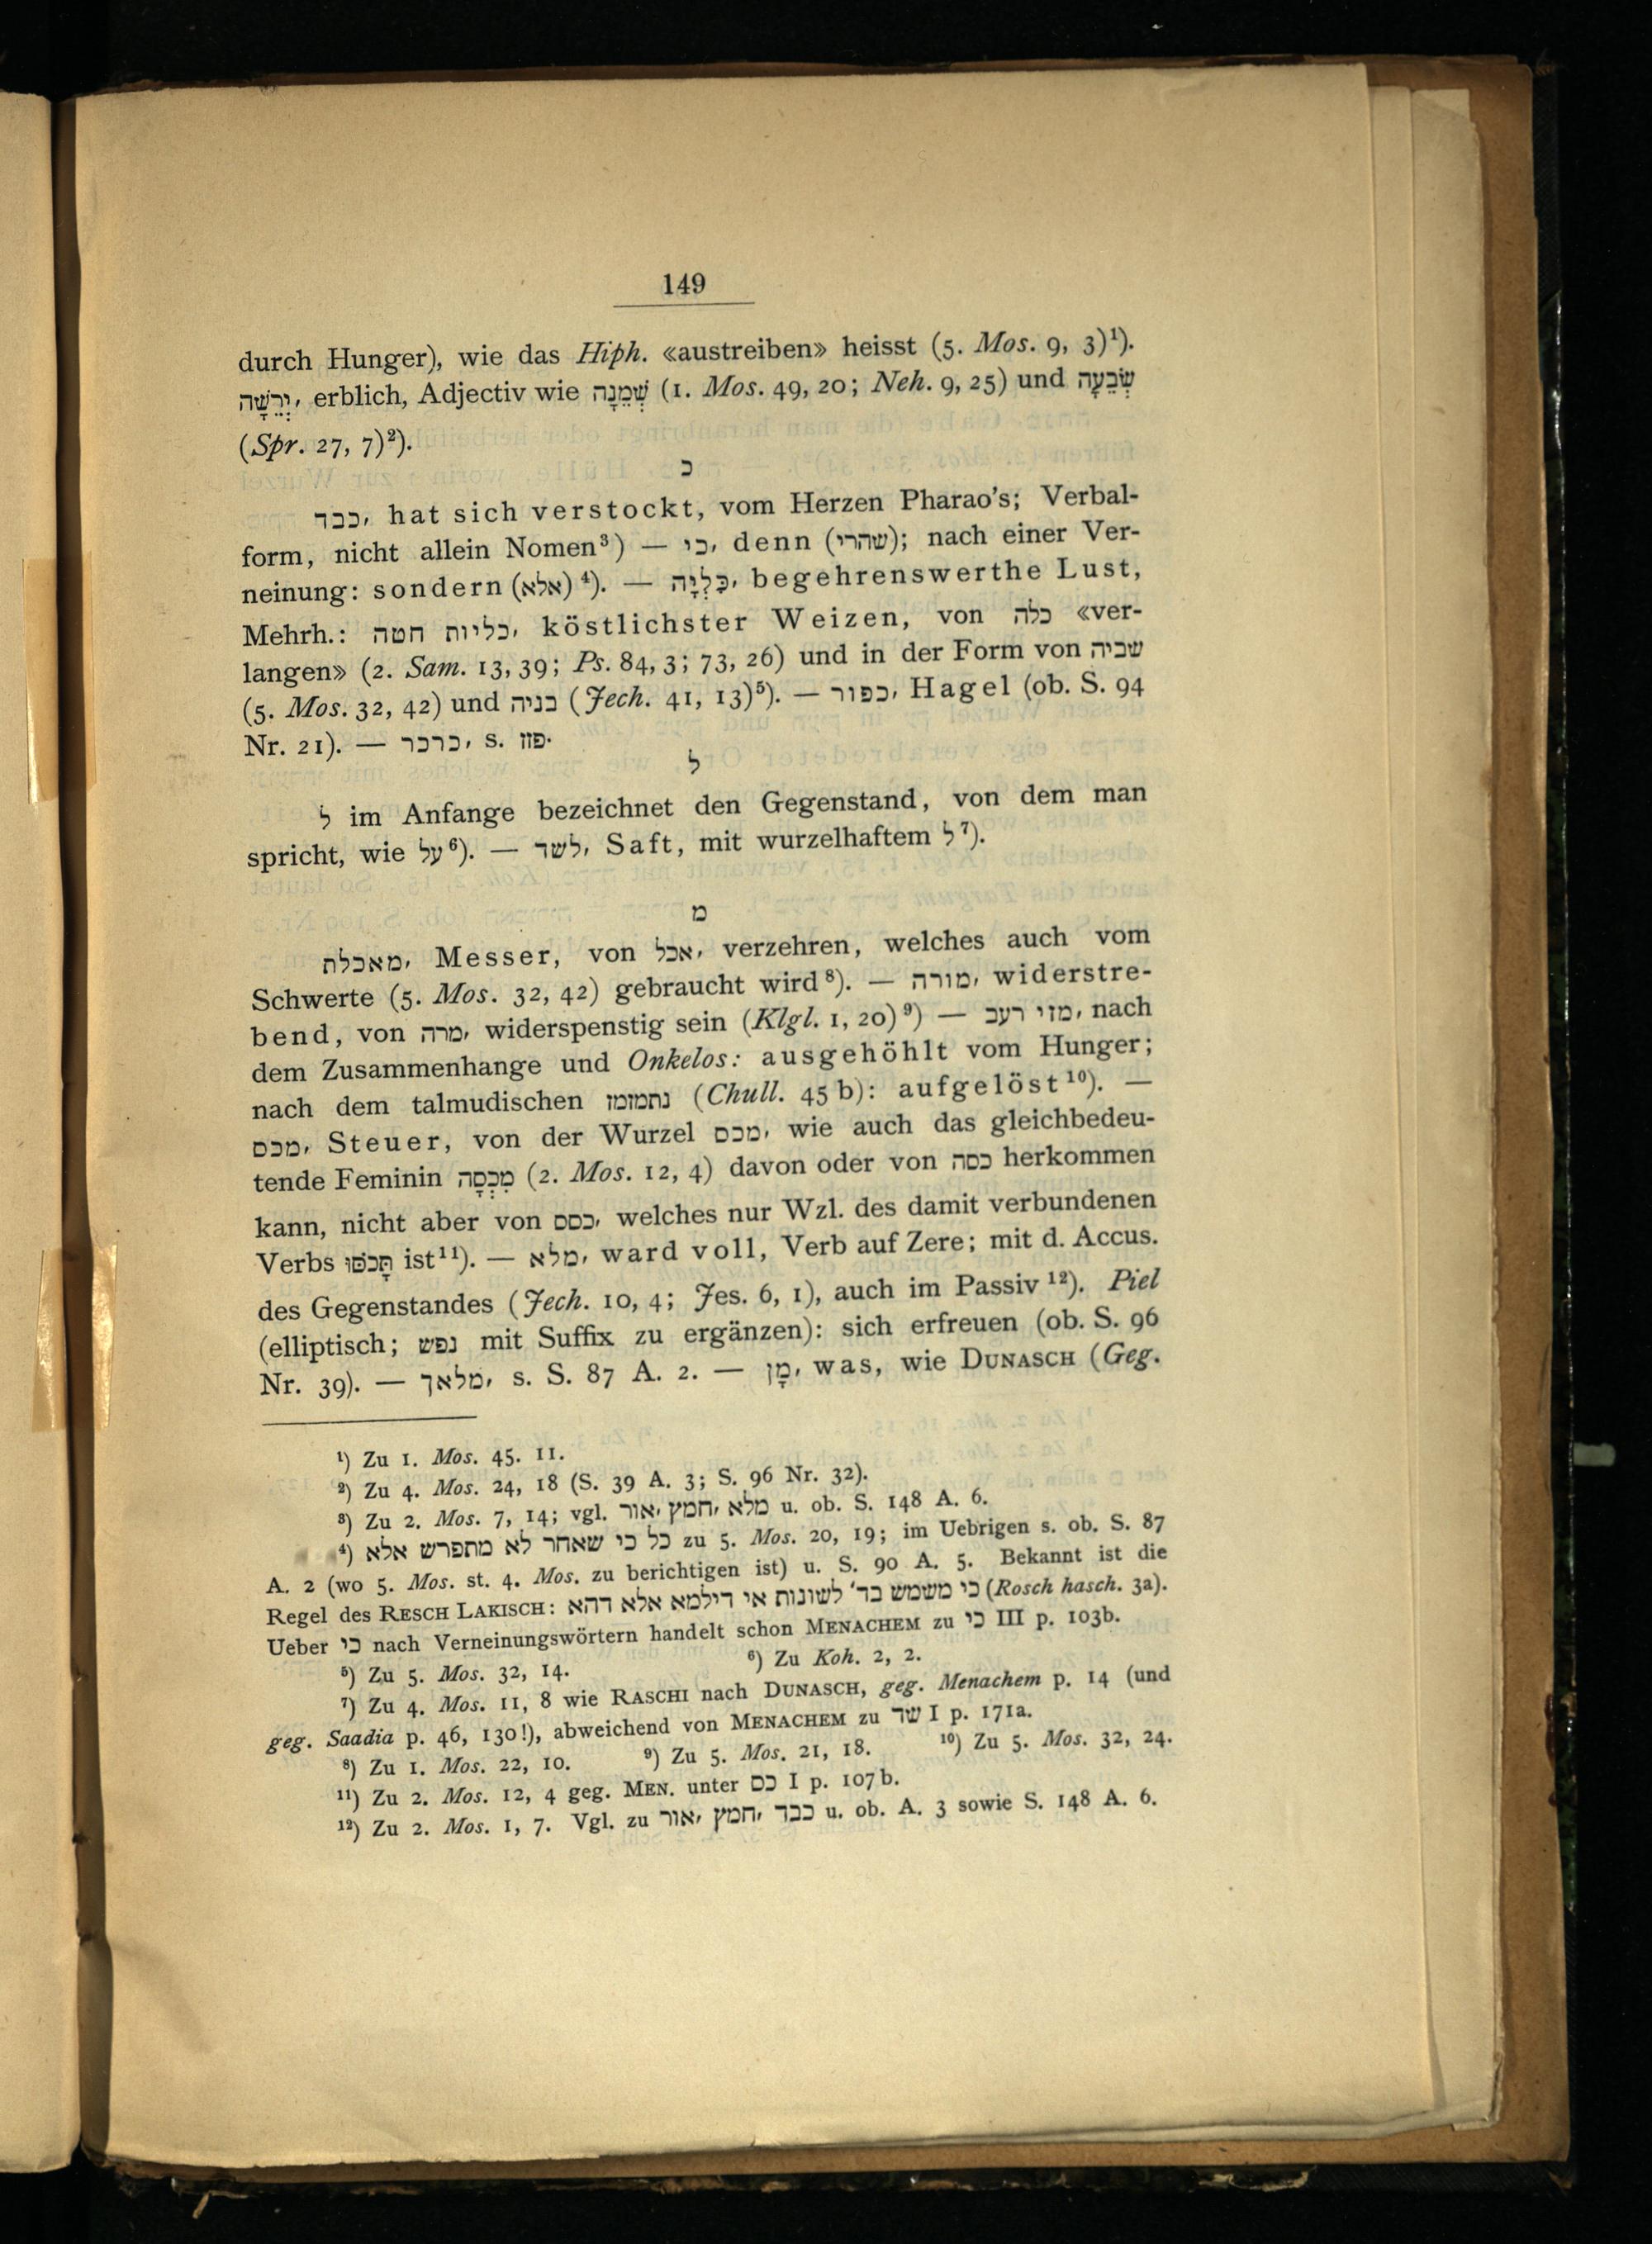 149
durch Hunger), wie das Hiph. «austreiben» heisst (5. Mos. 9, 3)¹).
יְרֵשָׁה, erblich, Adjectiv wie שְׁמֵנָה (1. Mos. 49, 20; Neh. 9, 25) und שְׂבֵעָה
(Spr. 27, 7)²).
כ
כבד, hat sich verstockt, vom Herzen Pharao's; Verbal-
form, nicht allein Nomen³) — כי, denn (שהרי); nach einer Ver-
neinung: sondern (אלא)⁴). — כִּלְיָה, begehrenswerthe Lust,
Mehrh.: כליות חטה, köstlichster Weizen, von כלה «ver-
langen» (2. Sam. 13, 39; Ps. 84, 3; 73, 26) und in der Form von שביה
(5. Mos. 32, 42) und בניה (Jech. 41, 13)⁵). — כפור, Hagel (ob. S. 94
Nr. 21). — כרכר, s. פזז.
ל
ל im Anfange bezeichnet den Gegenstand, von dem man
spricht, wie על⁶). — לשד, Saft, mit wurzelhaftem ל⁷).
מ
מאכלת, Messer, von אכל, verzehren, welches auch vom
Schwerte (5. Mos. 32, 42) gebraucht wird⁸). — מורה, widerstre-
bend, von מרה, widerspenstig sein (Klgl. 1, 20)⁹) — מזי רעב, nach
dem Zusammenhange und Onkelos: ausgehöhlt vom Hunger;
nach dem talmudischen נתמזמז (Chull. 45 b): aufgelöst¹⁰). —
מכס, Steuer, von der Wurzel מכס, wie auch das gleichbedeu-
tende Feminin מִכְסָה (2. Mos. 12, 4) davon oder von כסה herkommen
kann, nicht aber von כסס, welches nur Wzl. des damit verbundenen
Verbs תָּכֹסּוּ ist¹¹). — מלא, ward voll, Verb auf Zere; mit d. Accus.
des Gegenstandes (Jech. 10, 4; Jes. 6, 1), auch im Passiv¹²). Piel
(elliptisch; נפש mit Suffix zu ergänzen): sich erfreuen (ob. S. 96
Nr. 39). — מלאך, s. S. 87 A. 2. — מָן, was, wie DUNASCH (Geg.
¹) Zu 1. Mos. 45. 11.
²) Zu 4. Mos. 24, 18 (S. 39 A. 3; S. 96 Nr. 32).
³) Zu 2. Mos. 7, 14; vgl. מלא, חמץ, אור u. ob. S. 148 A. 6.
⁴) כל כי שאחר לא מתפרש אלא zu 5. Mos. 20, 19; im Uebrigen s. ob. S. 87
A. 2 (wo 5. Mos. st. 4. Mos. zu berichtigen ist) u. S. 90 A. 5. Bekannt ist die
Regel des RESCH LAKISCH: כי משמש בד' לשונות אי דילמא אלא דהא (Rosch hasch. 3a).
Ueber כי nach Verneinungswörtern handelt schon MENACHEM zu כי III p. 103b.
⁵) Zu 5. Mos. 32, 14. ⁶) Zu Koh. 2, 2.
⁷) Zu 4. Mos. 11, 8 wie RASCHI nach DUNASCH, geg. Menachem p. 14 (und
geg. Saadia p. 46, 130!), abweichend von MENACHEM zu שד I p. 171a.
⁸) Zu 1. Mos. 22, 10. ⁹) Zu 5. Mos. 21, 18. ¹⁰) Zu 5. Mos. 32, 24.
¹¹) Zu 2. Mos. 12, 4 geg. MEN. unter כס I p. 107b.
¹²) Zu 2. Mos. 1, 7. Vgl. zu כבד, חמץ, אור u. ob. A. 3 sowie S. 148 A. 6.